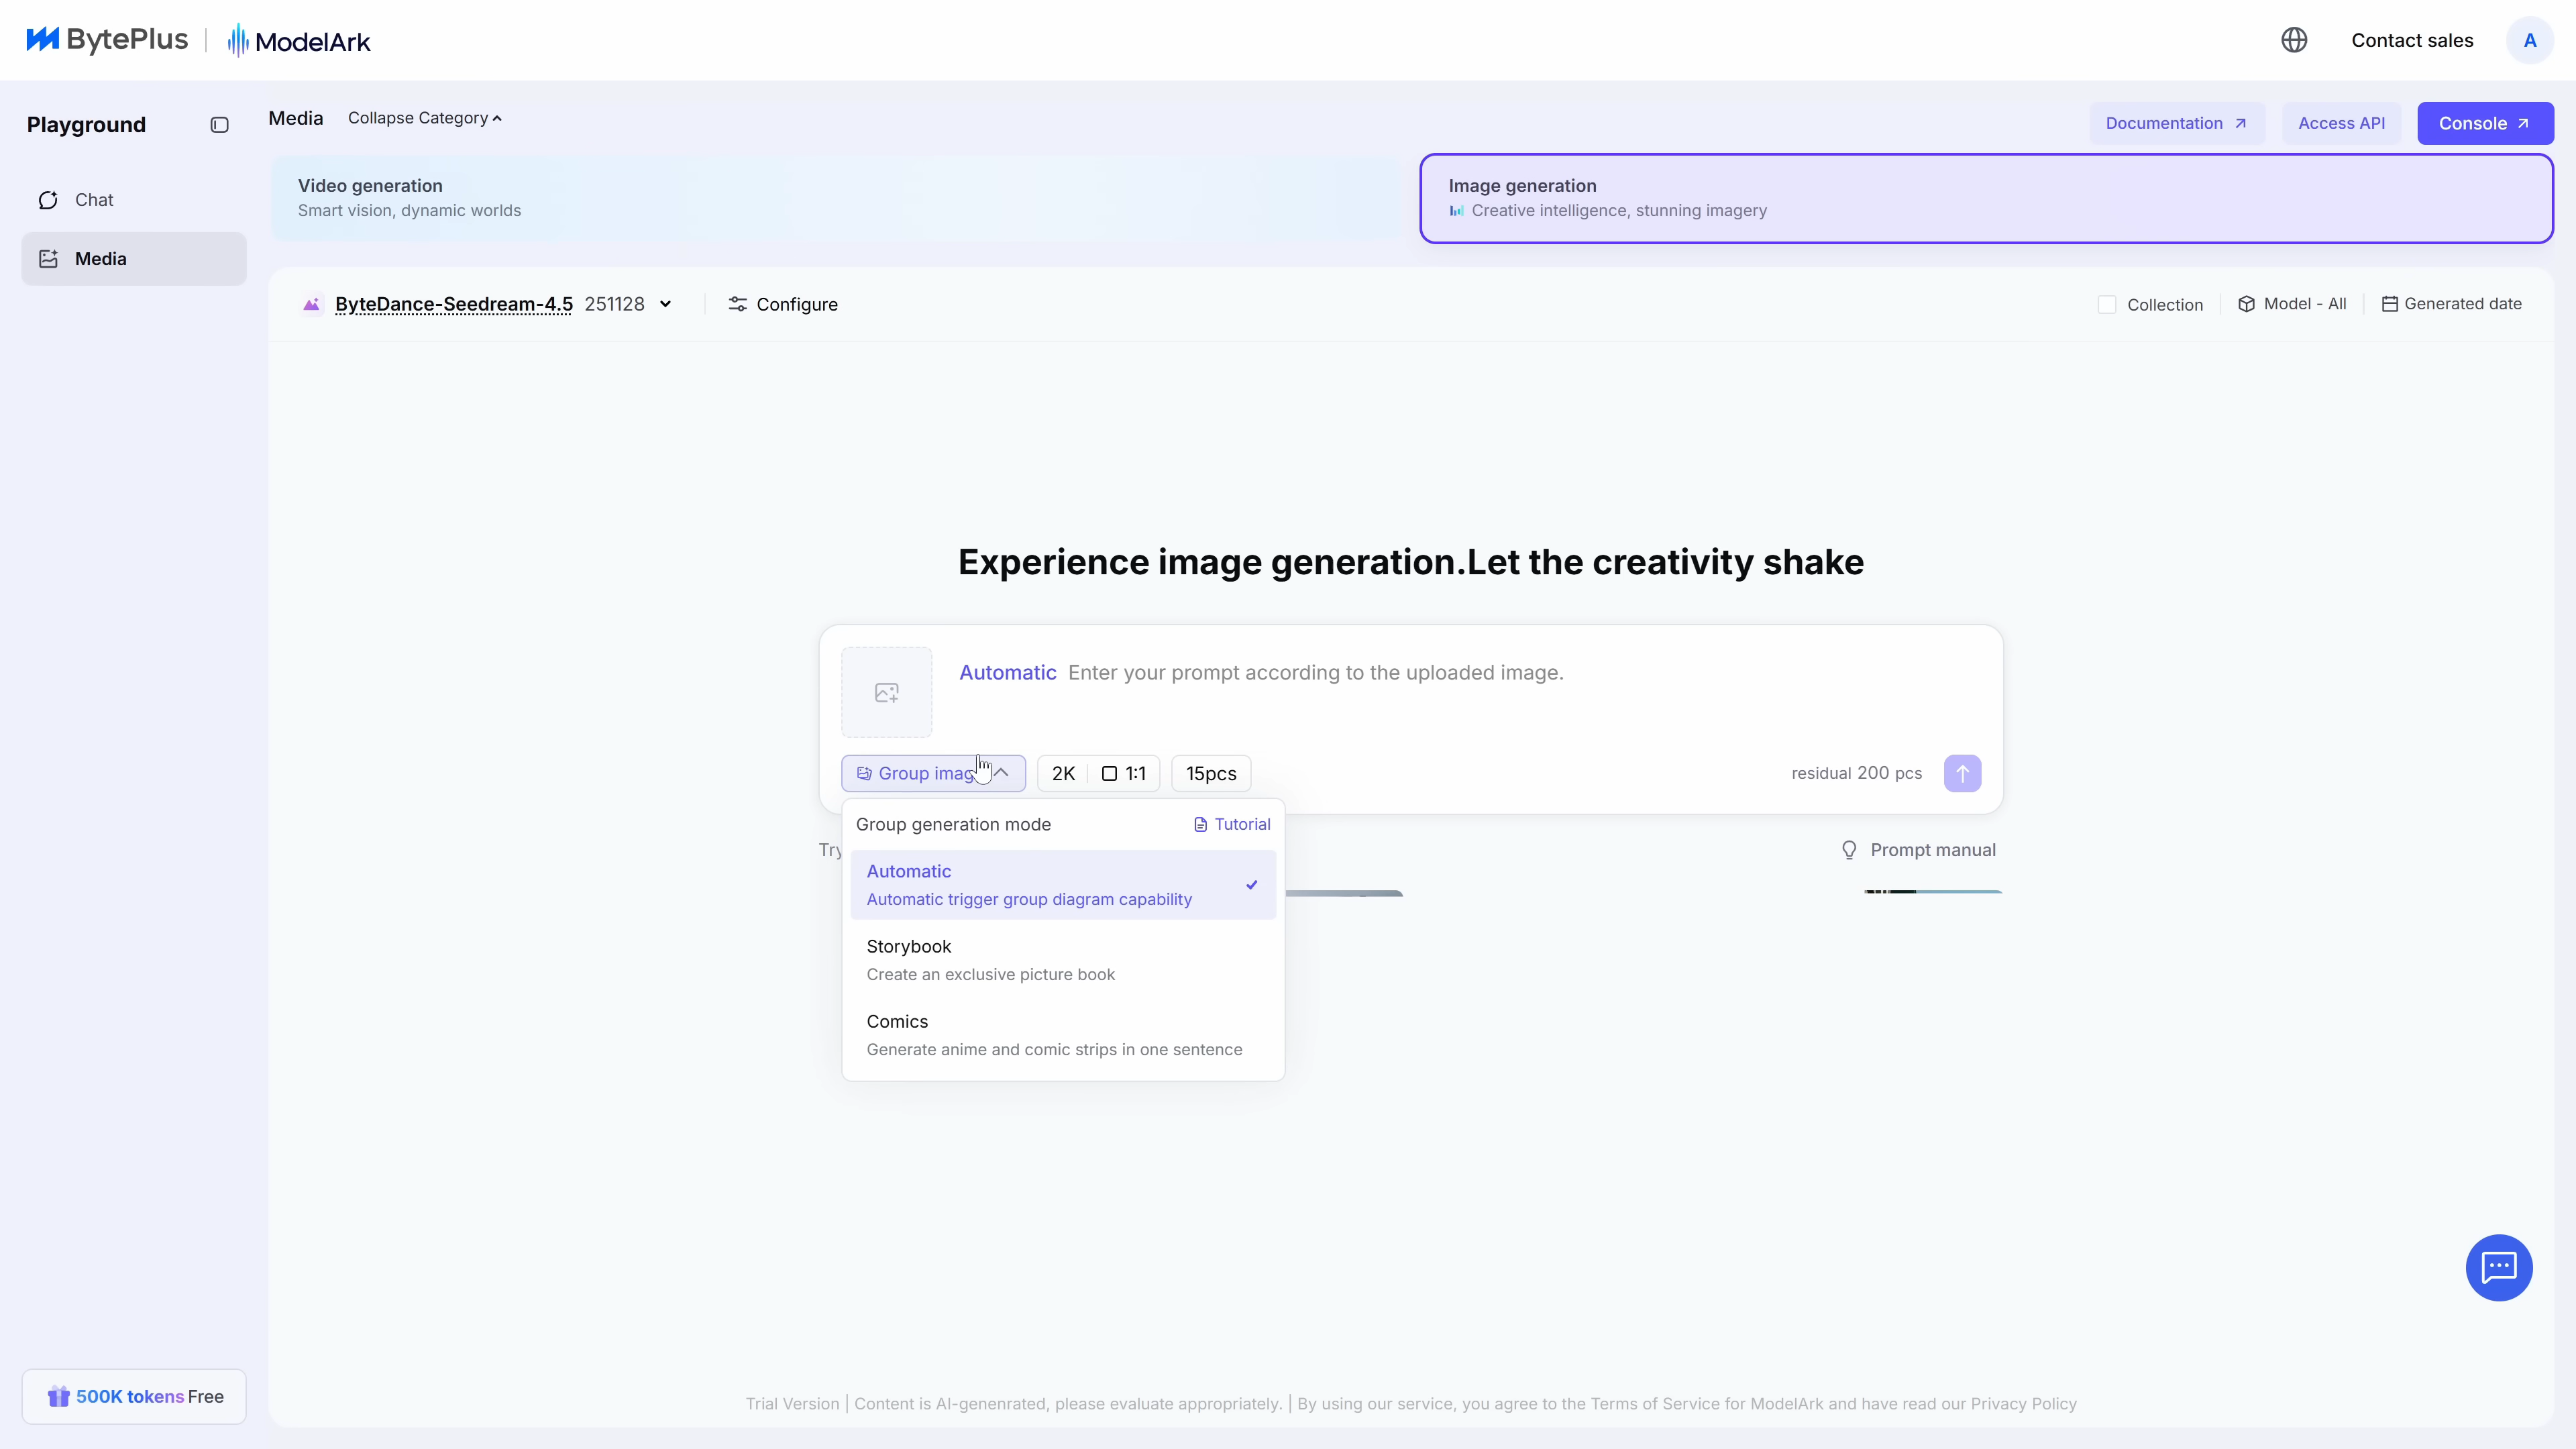 BytePlus | ModelArk
Contact sales
A
Playground
Media
Collapse Category
Documentation
Access API
Console
Chat
Media
Video generation
Smart vision, dynamic worlds
Image generation
Creative intelligence, stunning imagery
ByteDance-Seedream-4.5 251128
Configure
Collection
Model - All
Generated date
Experience image generation.Let the creativity shake
Automatic Enter your prompt according to the uploaded image.
Group imag
2K
1:1
15pcs
residual 200 pcs
Group generation mode
Tutorial
Try
Prompt manual
Automatic
Automatic trigger group diagram capability
Storybook
Create an exclusive picture book
Comics
Generate anime and comic strips in one sentence
500K tokens Free
Trial Version | Content is AI-genenrated, please evaluate appropriately. | By using our service, you agree to the Terms of Service for ModelArk and have read our Privacy Policy